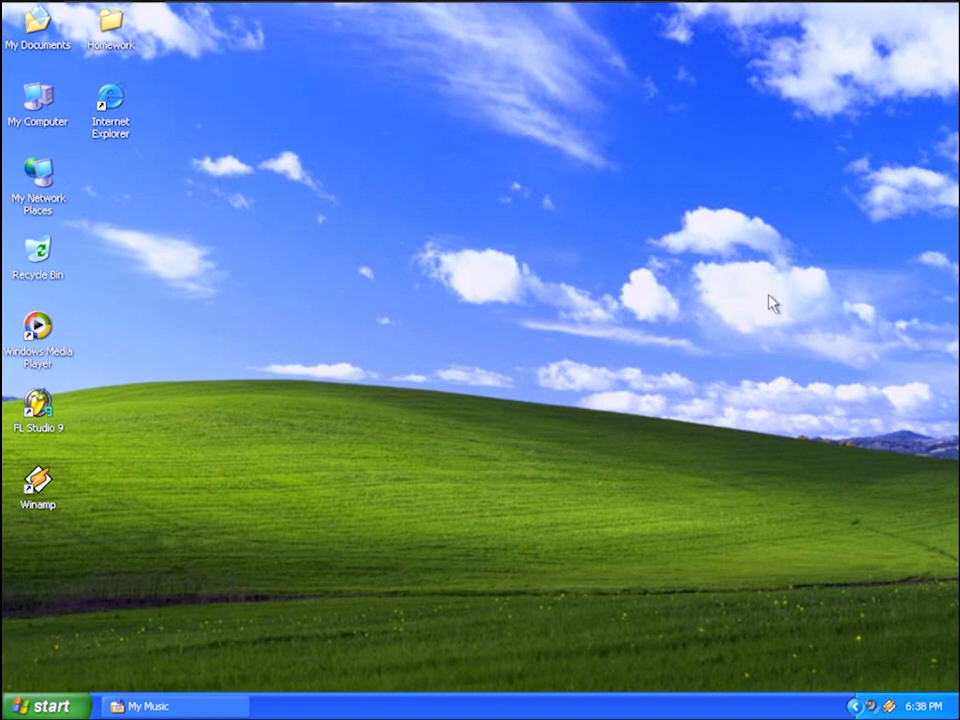 My Documents
Homework
My Computer
Internet
Explorer
My Network
Places
Recycle Bin
Windows Media
Player
FL Studio 9
Winamp
start
My Music
6:38 PM